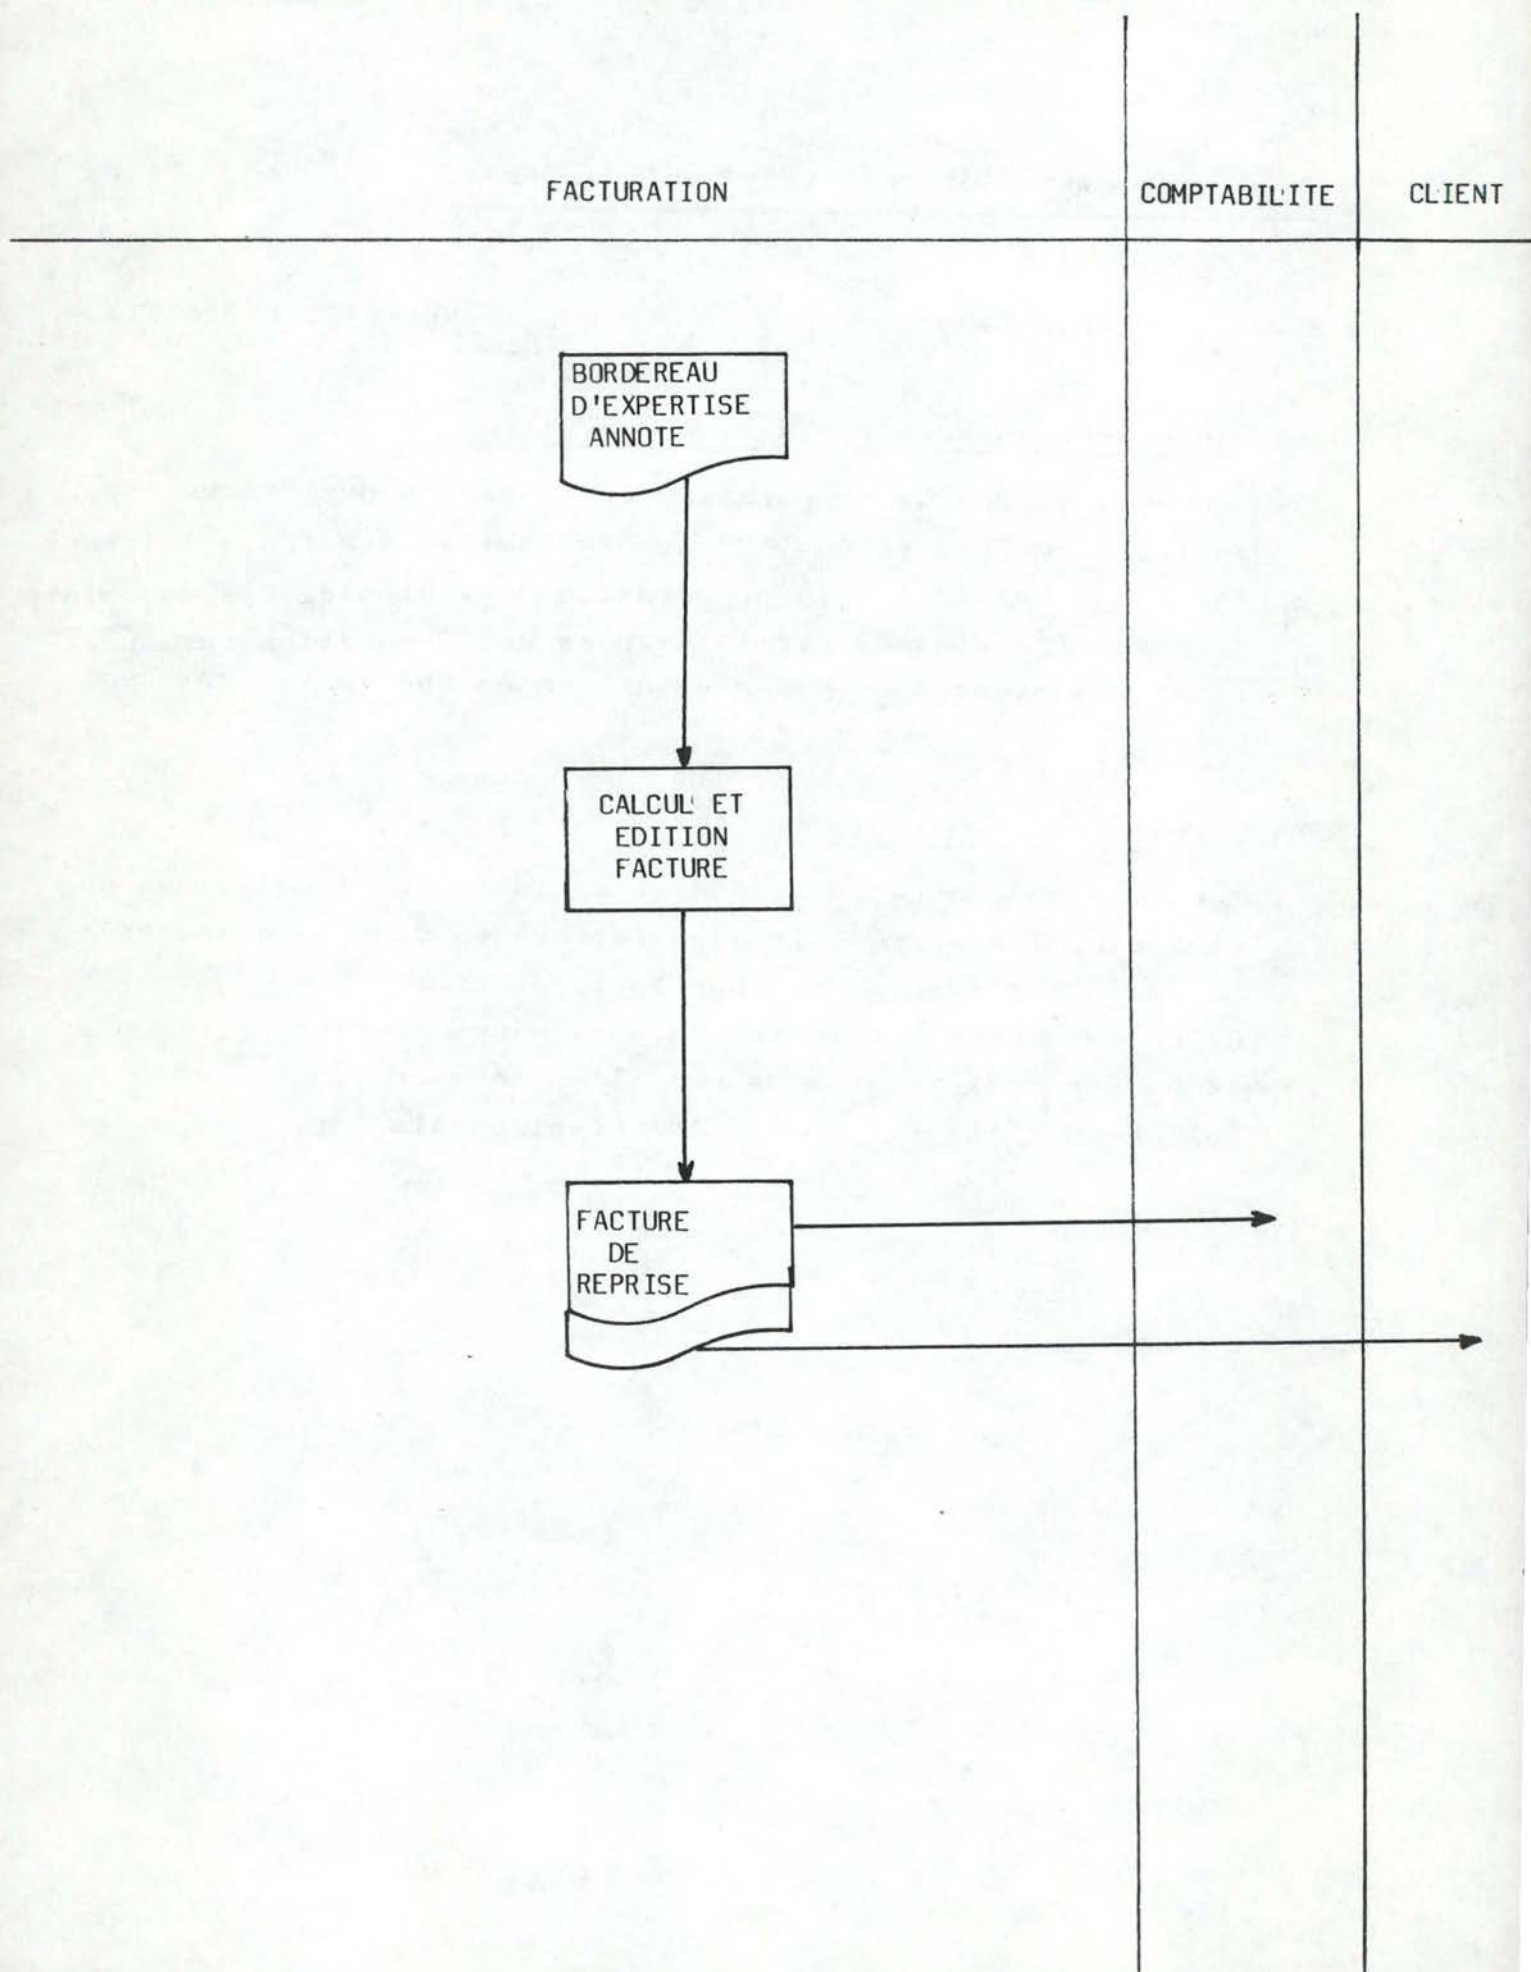 FACTURATION
COMPTABILITE
CLIENT
BORDEREAU
D'EXPERTISE
ANNOTE
CALCUL ET
EDITION
FACTURE
FACTURE
DE
REPRISE